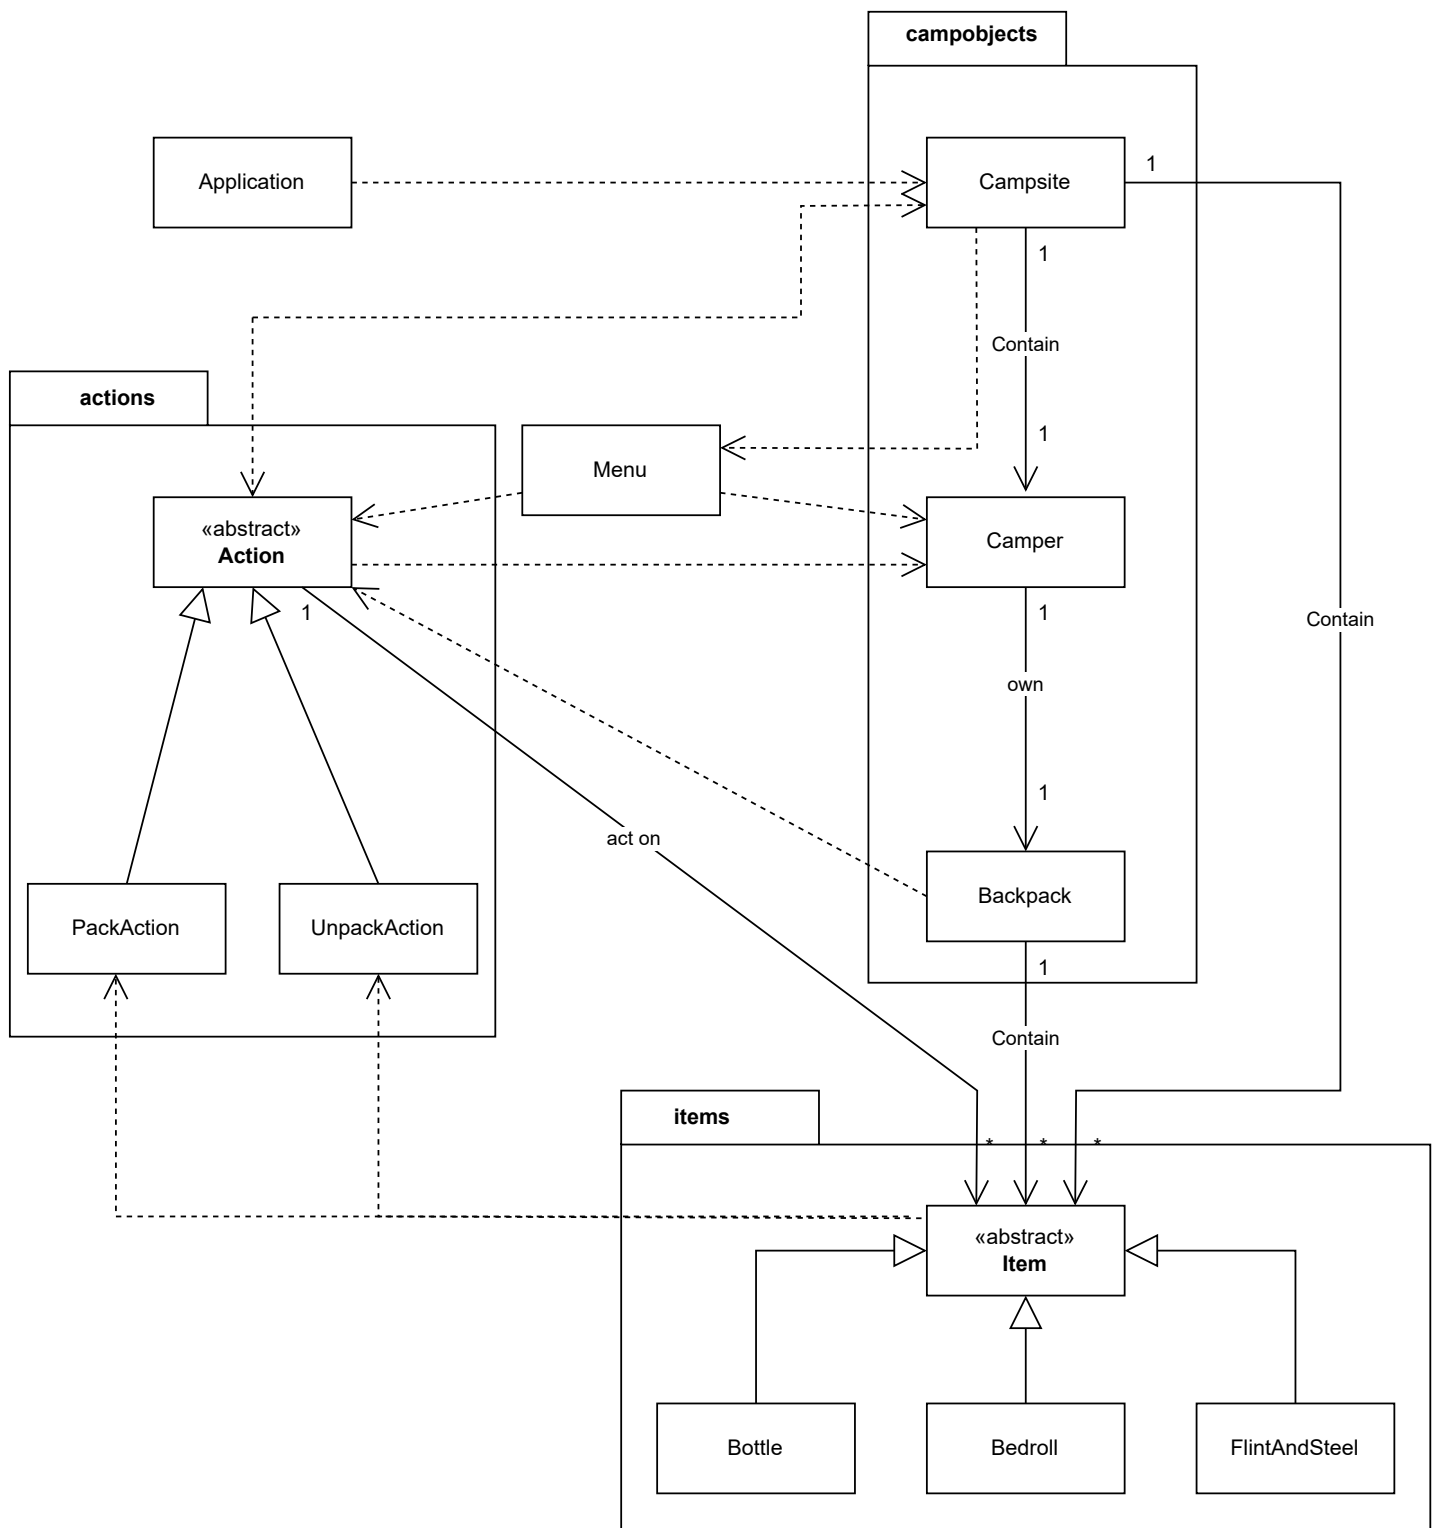 campobjects
Application
Campsite
1
1
Contain
actions
1
Menu
«abstract»
Action
Camper
1
1
Contain
own
1
act on
Backpack
PackAction
UnpackAction
1
Contain
items
* * *
«abstract»
Item
Bottle
Bedroll
FlintAndSteel